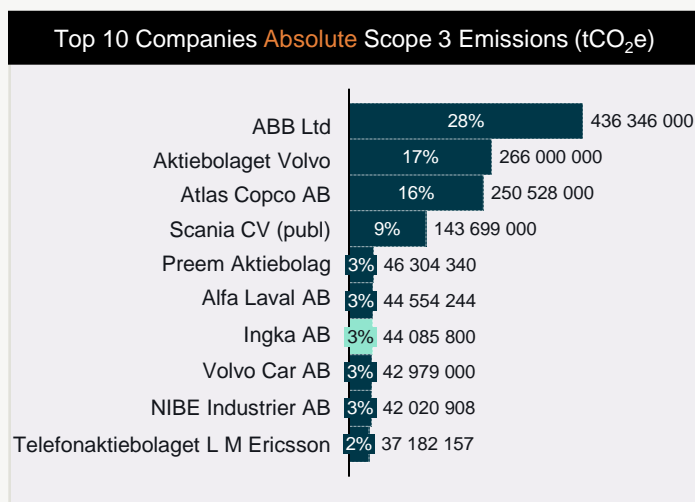 Top 10 Companies Absolute Scope 3 Emissions (tCO₂e)
ABB Ltd 28% 436 346 000
Aktiebolaget Volvo 17% 266 000 000
Atlas Copco AB 16% 250 528 000
Scania CV (publ) 9% 143 699 000
Preem Aktiebolag 3% 46 304 340
Alfa Laval AB 3% 44 554 244
Ingka AB 3% 44 085 800
Volvo Car AB 3% 42 979 000
NIBE Industrier AB 3% 42 020 908
Telefonaktiebolaget L M Ericsson 2% 37 182 157